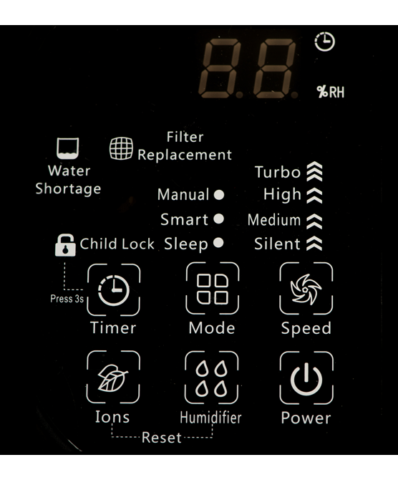 88
%RH
Filter
Replacement
Water
Shortage
Turbo
Manual
High
Smart
Medium
Child Lock
Sleep
Silent
Press 3s
Timer
Mode
Speed
Ions
Humidifier
Power
Reset